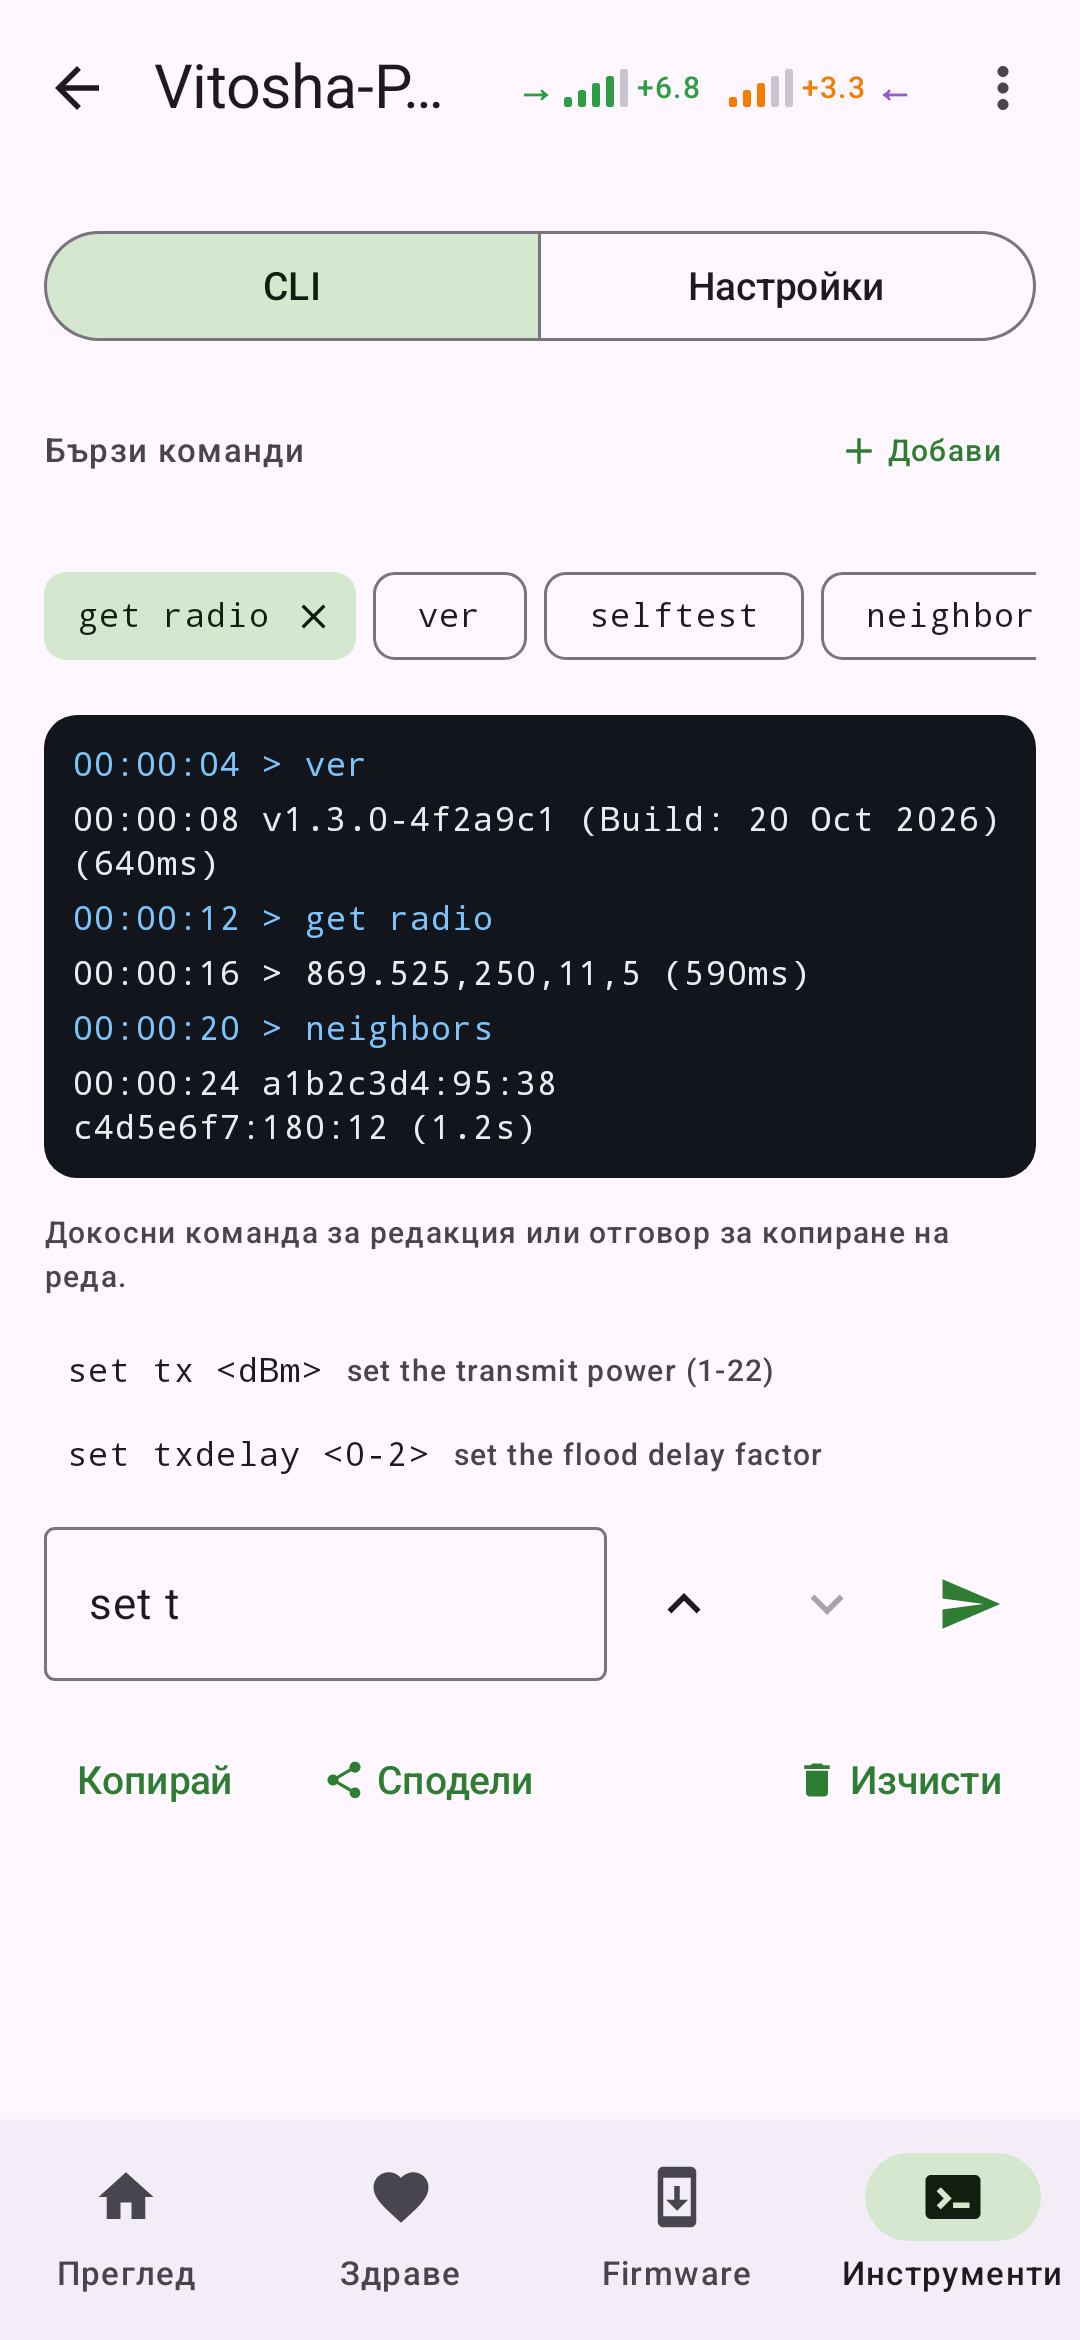 Vitosha-P... → +6.8 +3.3 ←
CLI Настройки
Бързи команди + Добави
get radio × ver selftest neighbor
00:00:04 > ver
00:00:08 v1.3.0-4f2a9c1 (Build: 20 Oct 2026)
(640ms)
00:00:12 > get radio
00:00:16 > 869.525,250,11,5 (590ms)
00:00:20 > neighbors
00:00:24 a1b2c3d4:95:38
c4d5e6f7:180:12 (1.2s)
Докосни команда за редакция или отговор за копиране на
реда.
set tx <dBm> set the transmit power (1-22)
set txdelay <0-2> set the flood delay factor
set t
Копирай Сподели Изчисти
Преглед Здраве Firmware Инструменти